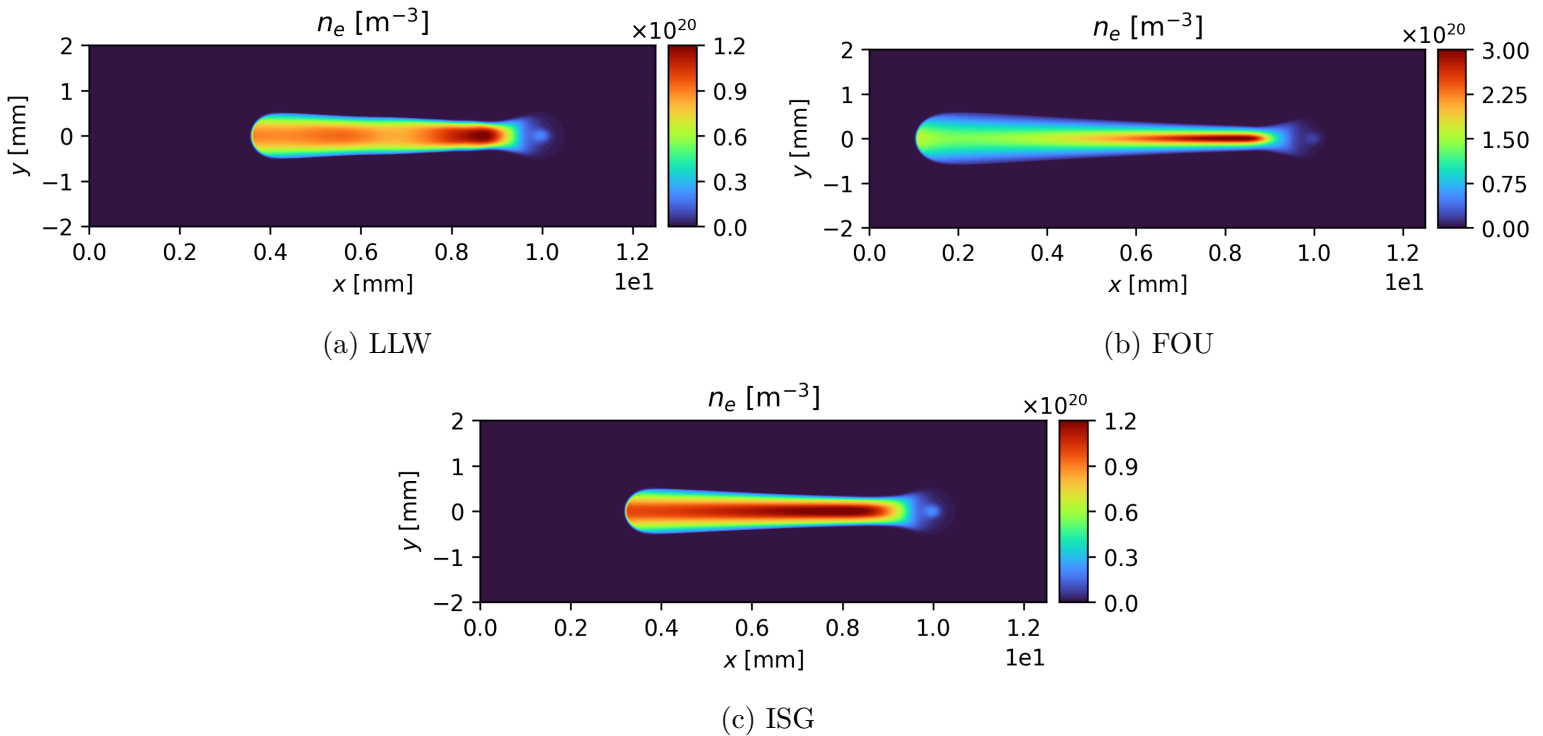 $n_e$ [m$^{-3}$]
×10$^{20}$
2
1
0
−1
−2
y [mm]
0.0 0.2 0.4 0.6 0.8 1.0 1.2
x [mm]
1e1
1.2
0.9
0.6
0.3
0.0
(a) LLW
$n_e$ [m$^{-3}$]
×10$^{20}$
2
1
0
−1
−2
y [mm]
0.0 0.2 0.4 0.6 0.8 1.0 1.2
x [mm]
1e1
3.00
2.25
1.50
0.75
0.00
(b) FOU
$n_e$ [m$^{-3}$]
×10$^{20}$
2
1
0
−1
−2
y [mm]
0.0 0.2 0.4 0.6 0.8 1.0 1.2
x [mm]
1e1
1.2
0.9
0.6
0.3
0.0
(c) ISG